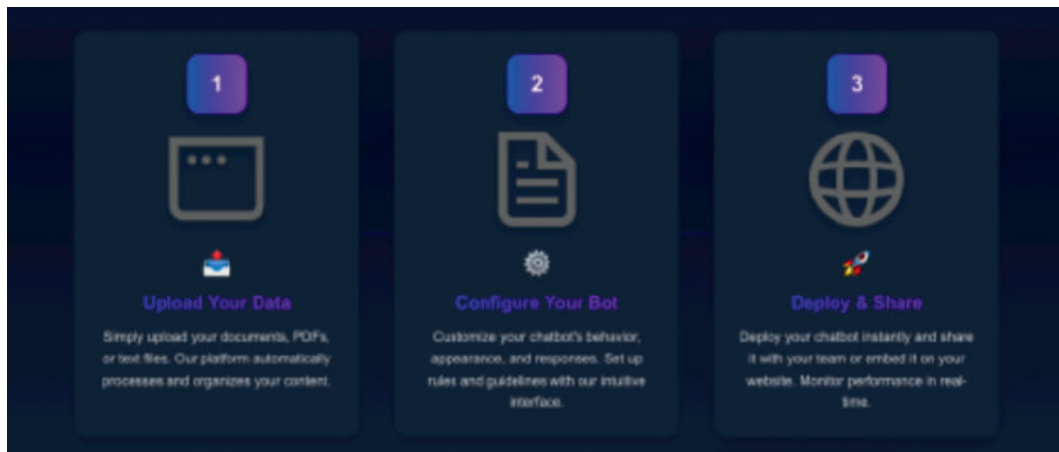 1
Upload Your Data
Simply upload your documents, PDFs,
or text files. Our platform automatically
processes and organizes your content.
2
Configure Your Bot
Customize your chatbot's behavior,
appearance, and responses. Set up
rules and guidelines with our intuitive
interface.
3
Deploy & Share
Deploy your chatbot instantly and share
it with your team or embed it on your
website. Monitor performance in real-
time.